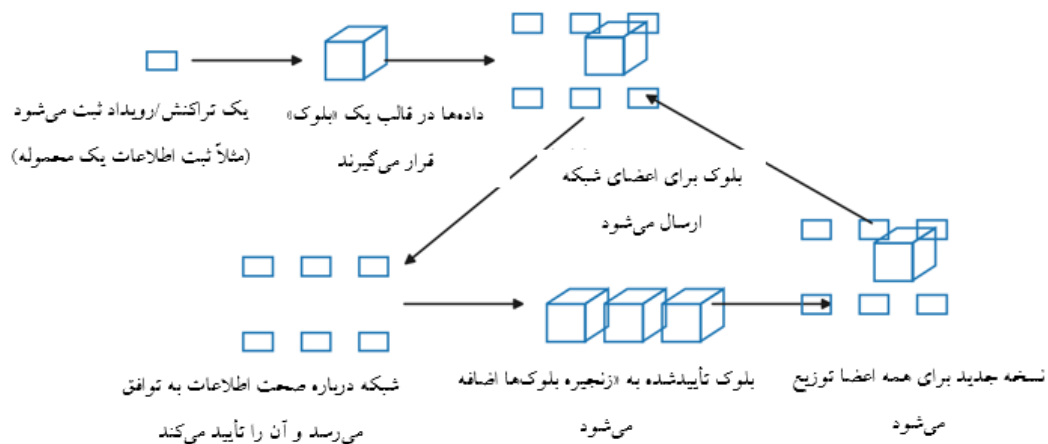 یک تراکنش/رویداد ثبت می‌شود
(مثلاً ثبت اطلاعات یک محموله)
داده‌ها در قالب یک «بلوک»
قرار می‌گیرند
بلوک برای اعضای شبکه
ارسال می‌شود
شبکه درباره صحت اطلاعات به توافق
می‌رسد و آن را تأیید می‌کند
بلوک تأییدشده به «زنجیره بلوک‌ها اضافه
می‌شود
نسخه جدید برای همه اعضا توزیع
می‌شود